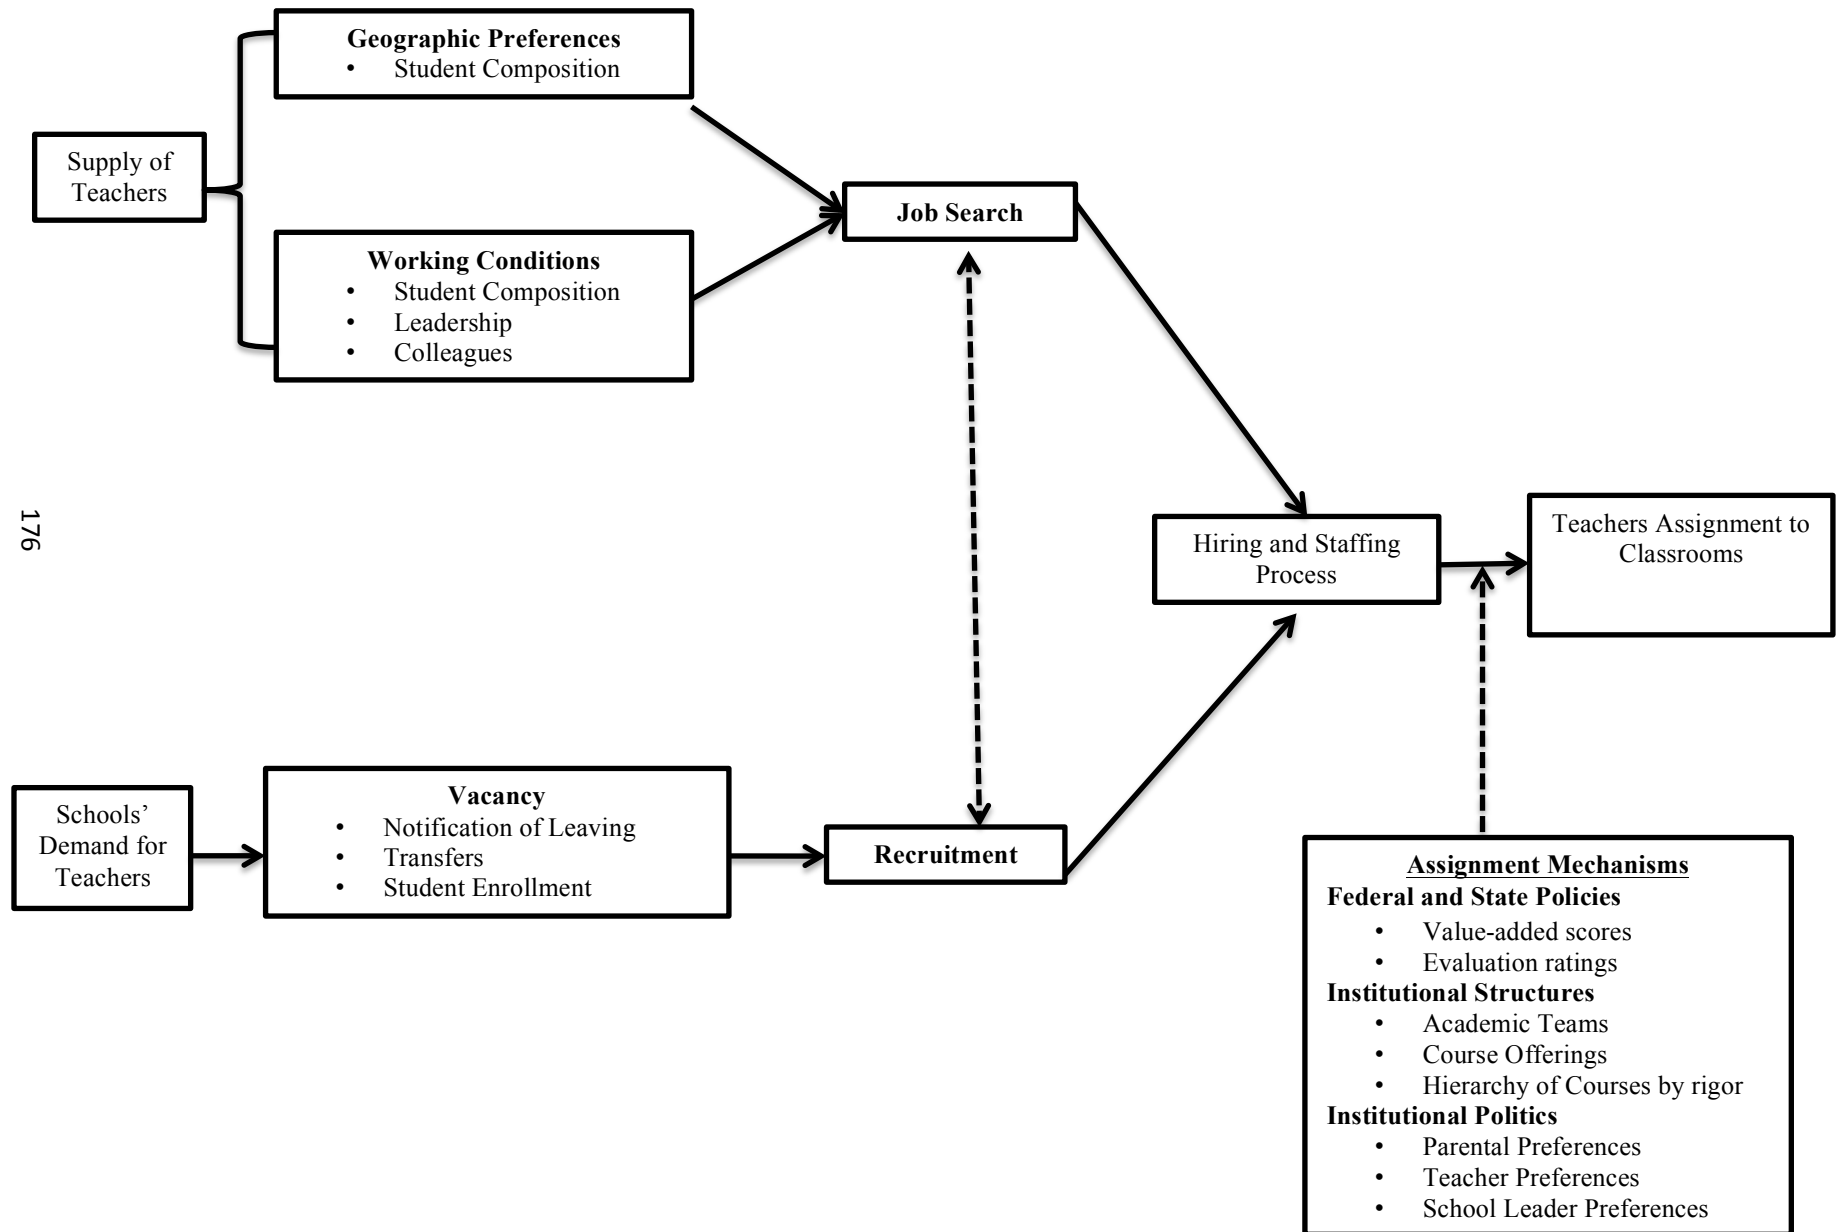 Geographic Preferences
• Student Composition
Supply of
Teachers
Working Conditions
• Student Composition
• Leadership
• Colleagues
Job Search
176
Hiring and Staffing
Process
Teachers Assignment to
Classrooms
Schools’
Demand for
Teachers
Vacancy
• Notification of Leaving
• Transfers
• Student Enrollment
Recruitment
Assignment Mechanisms
Federal and State Policies
• Value-added scores
• Evaluation ratings
Institutional Structures
• Academic Teams
• Course Offerings
• Hierarchy of Courses by rigor
Institutional Politics
• Parental Preferences
• Teacher Preferences
• School Leader Preferences